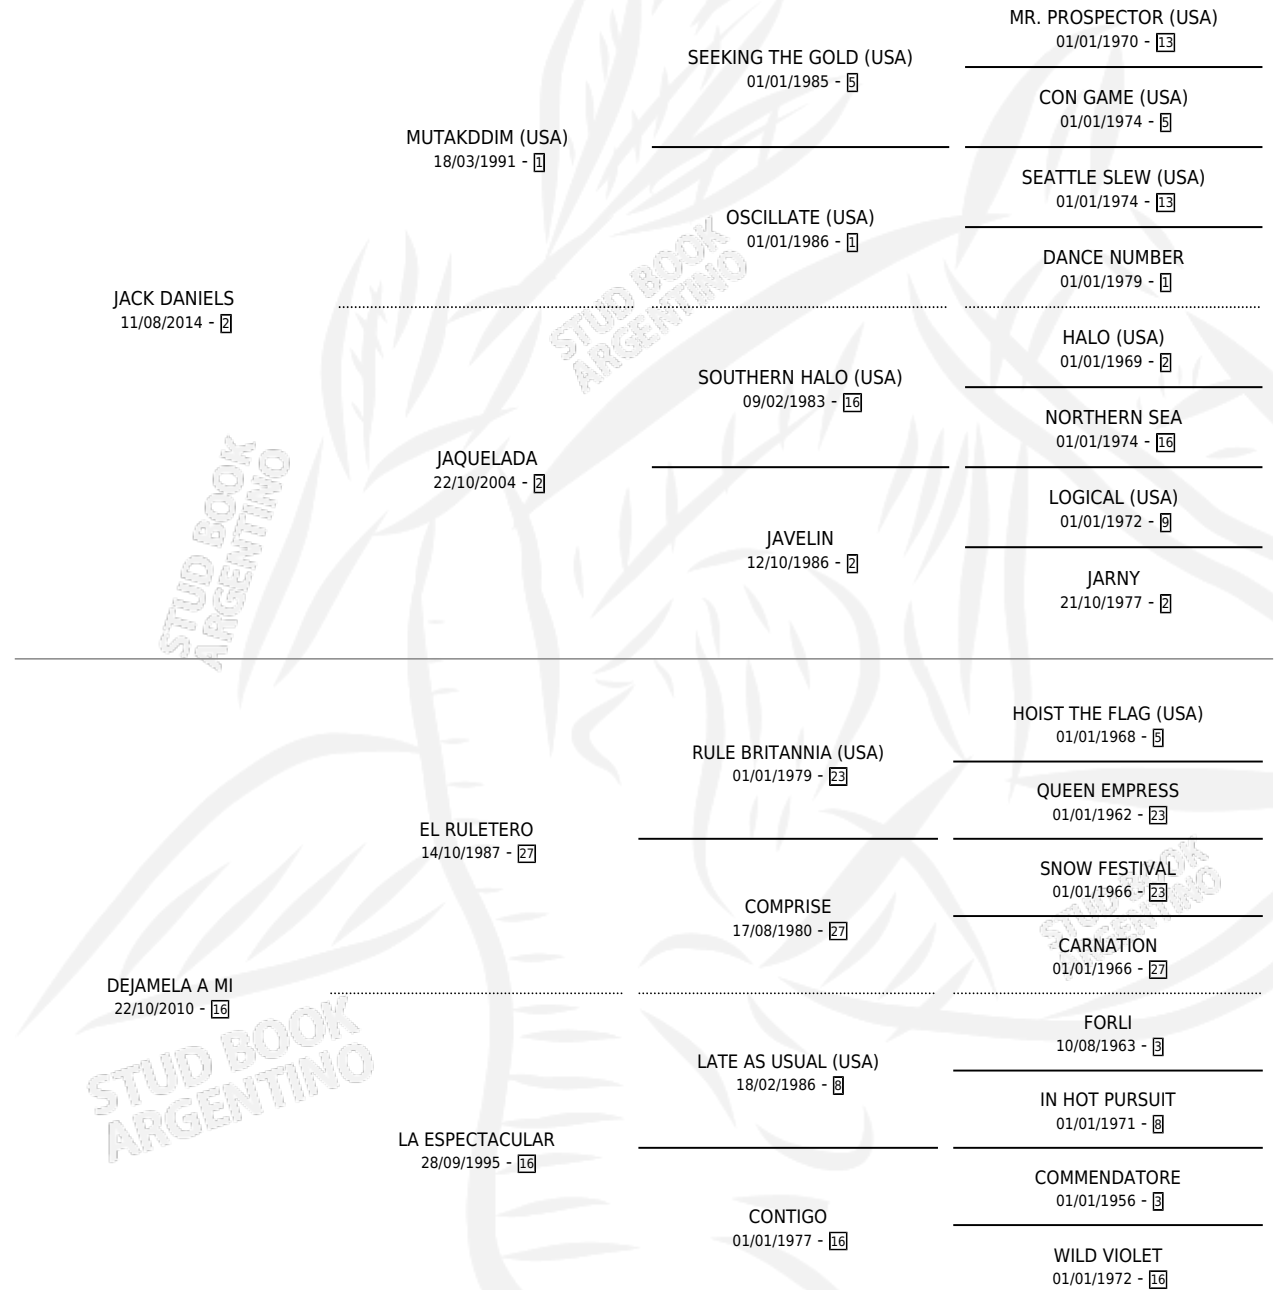 MR. PROSPECTOR (USA)
01/01/1970 - 13
SEEKING THE GOLD (USA)
01/01/1985 - 5
CON GAME (USA)
01/01/1974 - 5
MUTAKDDIM (USA)
18/03/1991 - 1
SEATTLE SLEW (USA)
01/01/1974 - 13
OSCILLATE (USA)
01/01/1986 - 1
DANCE NUMBER
01/01/1979 - 1
JACK DANIELS
11/08/2014 - 2
HALO (USA)
01/01/1969 - 2
SOUTHERN HALO (USA)
09/02/1983 - 16
NORTHERN SEA
01/01/1974 - 16
JAQUELADA
22/10/2004 - 2
LOGICAL (USA)
01/01/1972 - 9
JAVELIN
12/10/1986 - 2
JARNY
21/10/1977 - 2
STUD BOOK
ARGENTINO
STUD BOOK
ARGENTINO
HOIST THE FLAG (USA)
01/01/1968 - 5
RULE BRITANNIA (USA)
01/01/1979 - 23
QUEEN EMPRESS
01/01/1962 - 23
EL RULETERO
14/10/1987 - 27
SNOW FESTIVAL
01/01/1966 - 23
COMPRISE
17/08/1980 - 27
CARNATION
01/01/1966 - 27
DEJAMELA A MI
22/10/2010 - 16
FORLI
10/08/1963 - 3
LATE AS USUAL (USA)
18/02/1986 - 8
IN HOT PURSUIT
01/01/1971 - 8
LA ESPECTACULAR
28/09/1995 - 16
COMMENDATORE
01/01/1956 - 3
CONTIGO
01/01/1977 - 16
WILD VIOLET
01/01/1972 - 16
STUD BOOK
ARGENTINO
STUD BOOK
ARGENTINO